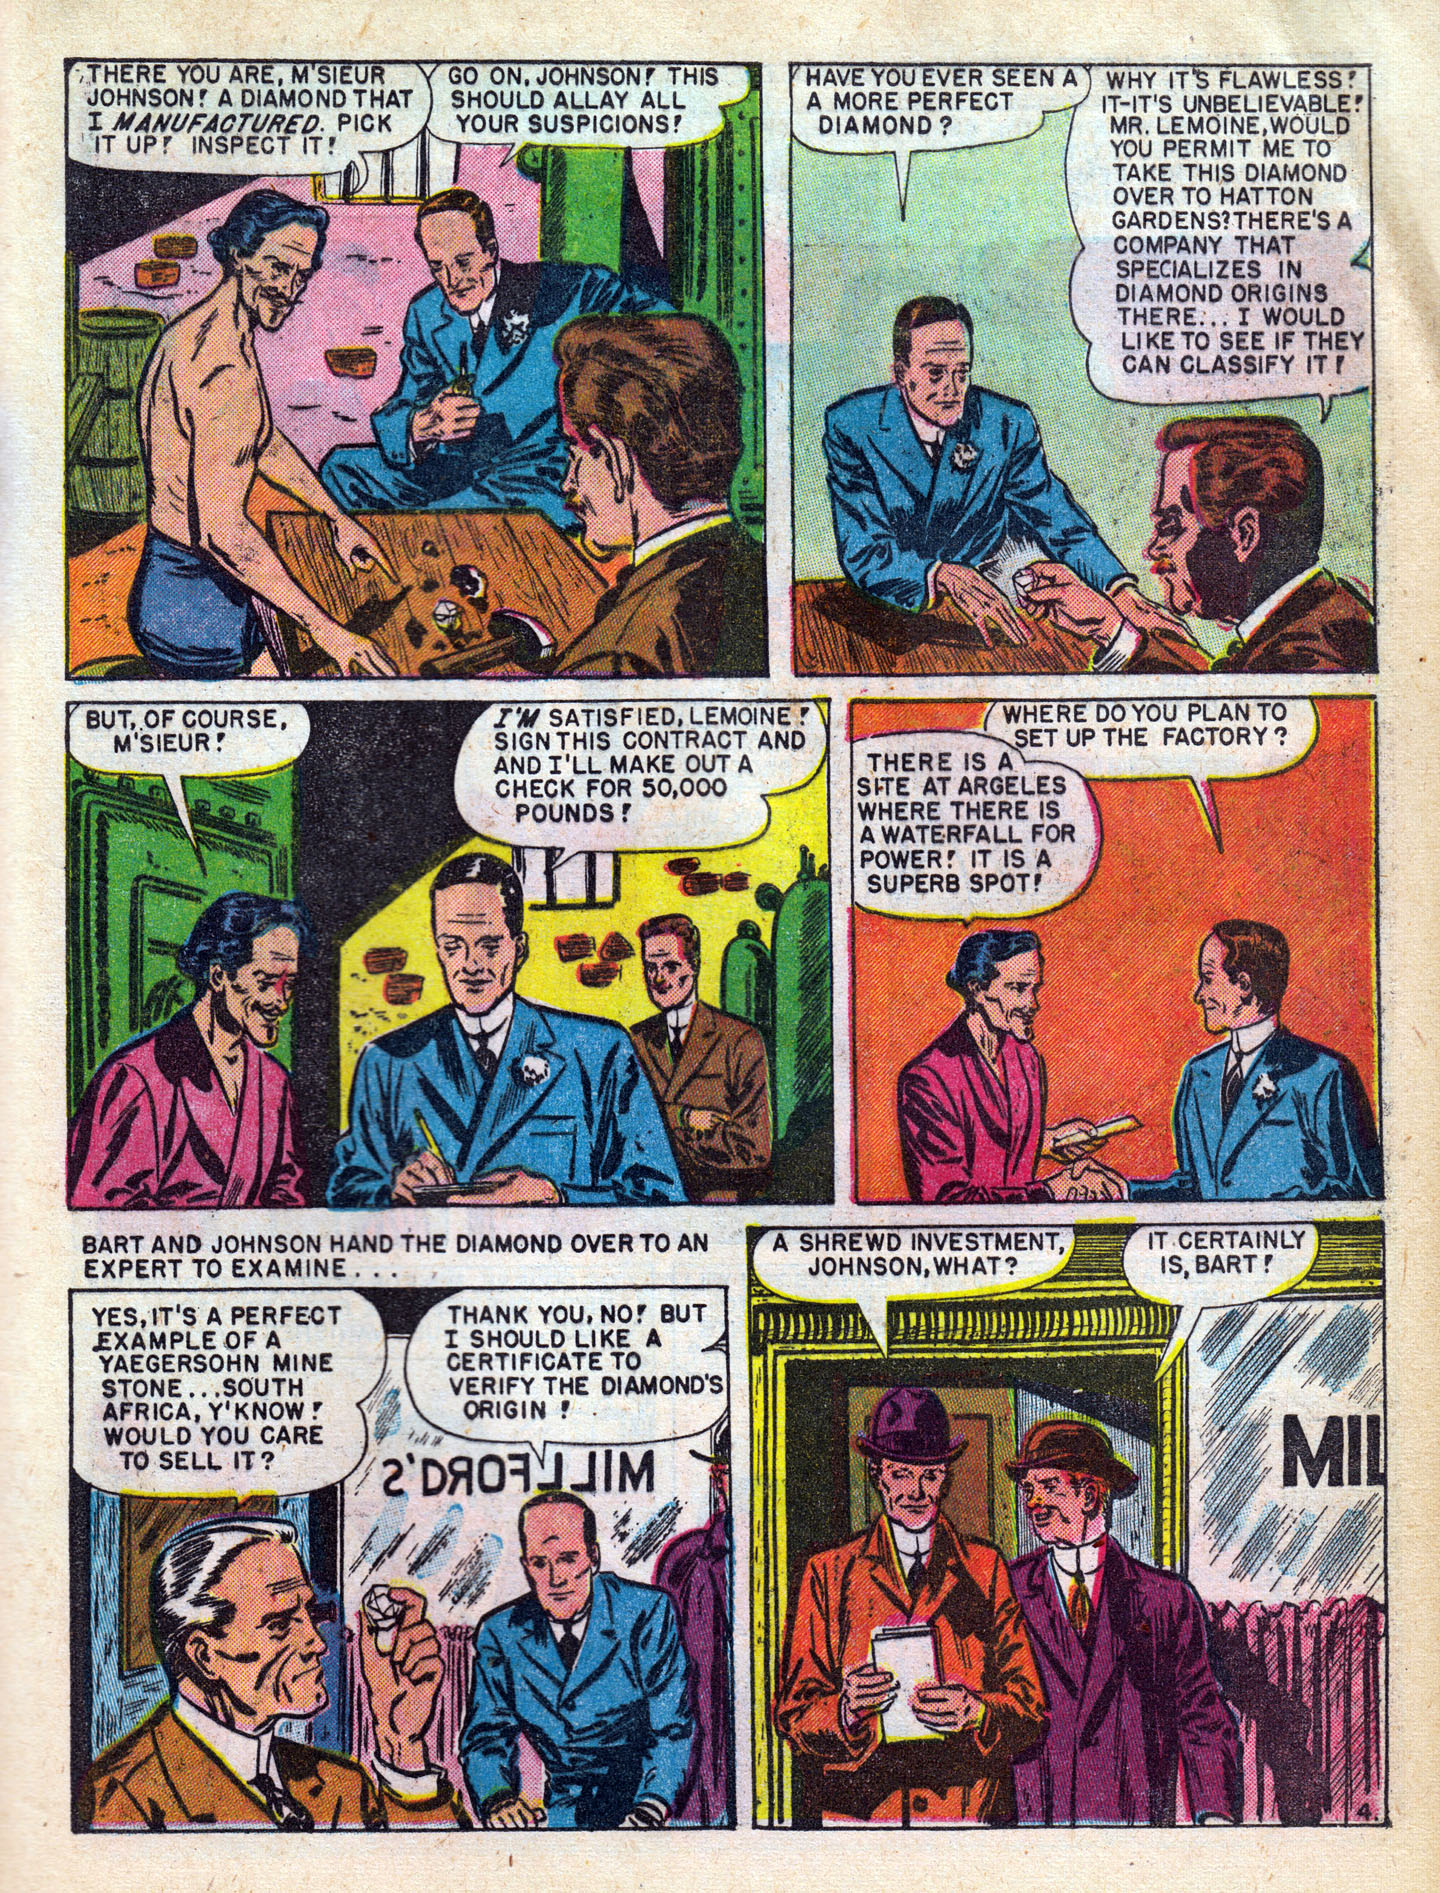 THERE YOU ARE, M'SIEUR
JOHNSON! A DIAMOND THAT
I MANUFACTURED. PICK
IT UP! INSPECT IT!
GO ON, JOHNSON! THIS
SHOULD ALLAY ALL
YOUR SUSPICIONS!
HAVE YOU EVER SEEN A
A MORE PERFECT
DIAMOND?
WHY IT'S FLAWLESS!
IT-IT'S UNBELIEVABLE!
MR. LEMOINE, WOULD
YOU PERMIT ME TO
TAKE THIS DIAMOND
OVER TO HATTON
GARDENS? THERE'S A
COMPANY THAT
SPECIALIZES IN
DIAMOND ORIGINS
THERE... I WOULD
LIKE TO SEE IF THEY
CAN CLASSIFY IT!
BUT, OF COURSE,
M'SIEUR!
I'M SATISFIED, LEMOINE!
SIGN THIS CONTRACT AND
AND I'LL MAKE OUT A
CHECK FOR 50,000
POUNDS!
WHERE DO YOU PLAN TO
SET UP THE FACTORY?
THERE IS A
SITE AT ARGELES
WHERE THERE IS
A WATERFALL FOR
POWER! IT IS A
SUPERB SPOT!
BART AND JOHNSON HAND THE DIAMOND OVER TO AN
EXPERT TO EXAMINE...
YES, IT'S A PERFECT
EXAMPLE OF A
YAEGERSOHN MINE
STONE...SOUTH
AFRICA, Y'KNOW!
WOULD YOU CARE
TO SELL IT?
THANK YOU, NO! BUT
I SHOULD LIKE A
CERTIFICATE TO
VERIFY THE DIAMOND'S
ORIGIN!
MILLFORD'S
A SHREWD INVESTMENT,
JOHNSON, WHAT?
IT CERTAINLY
IS, BART!
MIL
4.